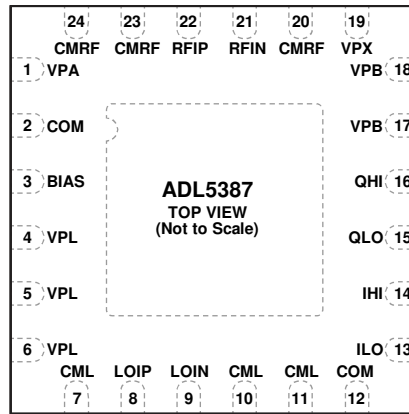 24 23 22 21 20 19
CMRF CMRF RFIP RFIN CMRF VPX
1 VPA VPB 18
2 COM VPB 17
3 BIAS QHI 16
ADL5387
TOP VIEW
(Not to Scale)
4 VPL QLO 15
5 VPL IHI 14
6 VPL ILO 13
CML LOIP LOIN CML CML COM
7 8 9 10 11 12